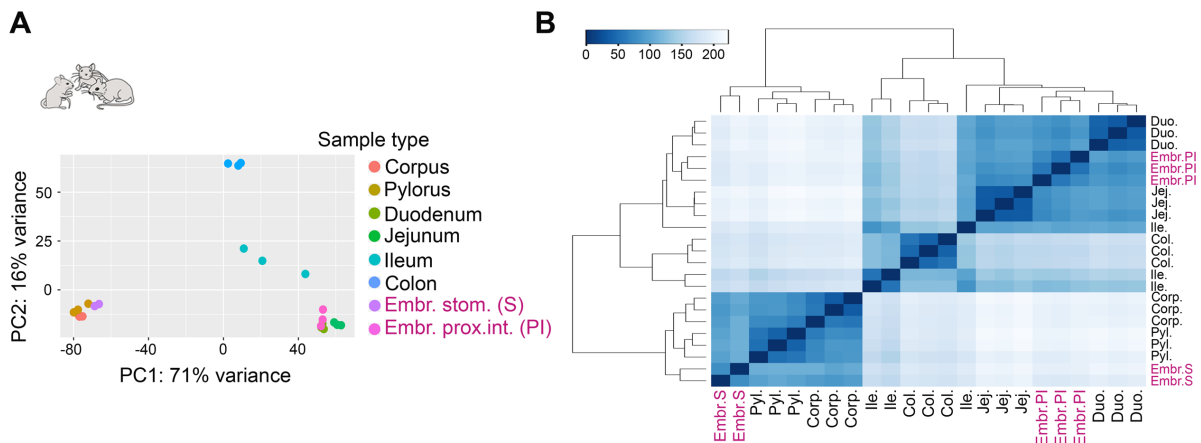 A
Sample type
Corpus
Pylorus
Duodenum
Jejunum
Ileum
Colon
Embr. stom. (S)
Embr. prox.int. (PI)
PC2: 16% variance
50
25
0
-80
-40
0
40
PC1: 71% variance
B
0 50 100 150 200
Duo.
Duo.
Duo.
Embr.PI
Embr.PI
Embr.PI
Jej.
Jej.
Jej.
Ile.
Col.
Col.
Col.
Ile.
Ile.
Corp.
Corp.
Corp.
Pyl.
Pyl.
Pyl.
Embr.S
Embr.S
Embr.S
Embr.S
Pyl.
Pyl.
Pyl.
Corp.
Corp.
Corp.
Ile.
Ile.
Col.
Col.
Col.
Ile.
Jej.
Jej.
Jej.
Embr.PI
Embr.PI
Embr.PI
Duo.
Duo.
Duo.